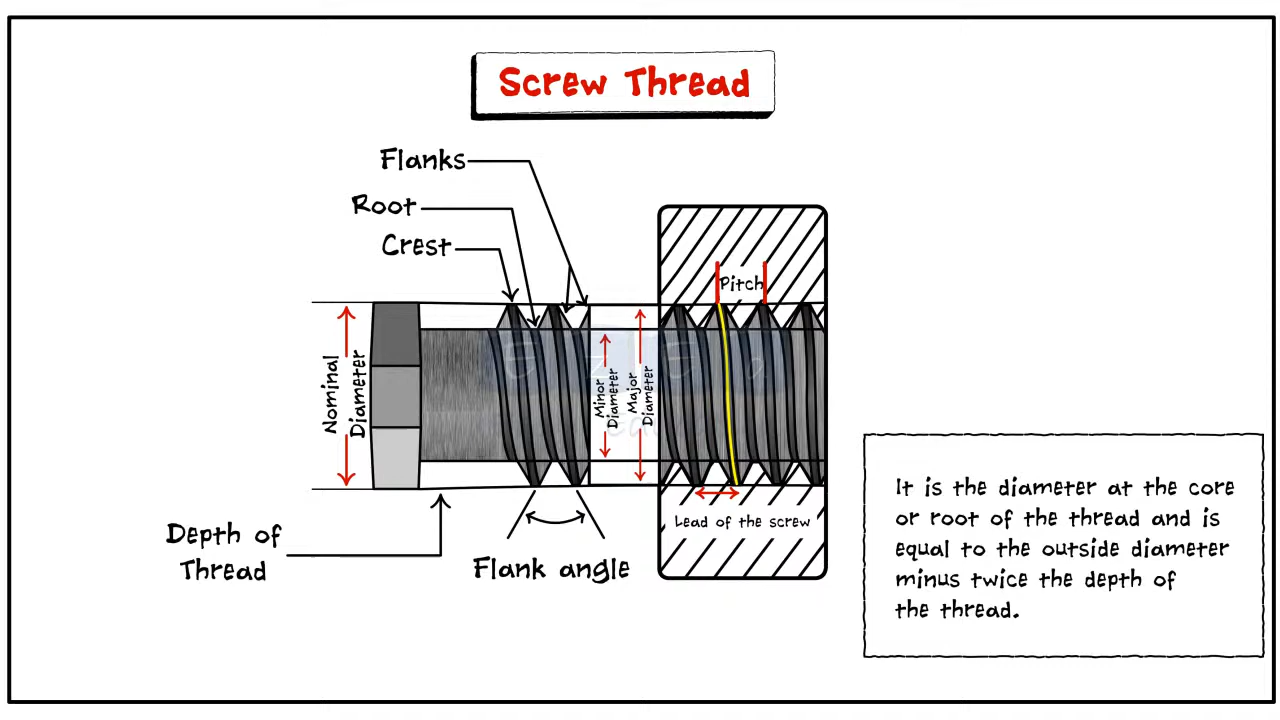 Screw Thread
Flanks
Root
Crest
Pitch
Nominal
Diameter
Minor
Diameter
Major
Diameter
Lead of the screw
Depth of
Thread
Flank angle
It is the diameter at the core
or root of the thread and is
equal to the outside diameter
minus twice the depth of
the thread.